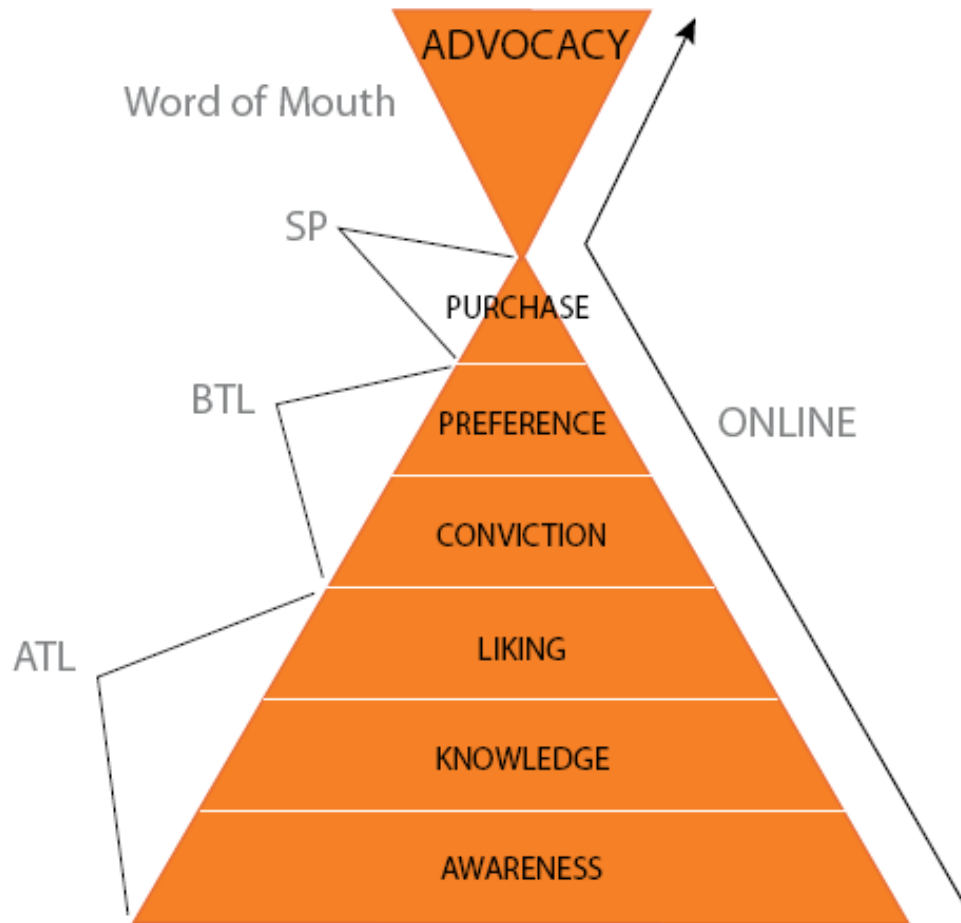 ADVOCACY
Word of Mouth
SP
PURCHASE
BTL
PREFERENCE
ONLINE
CONVICTION
LIKING
ATL
KNOWLEDGE
AWARENESS